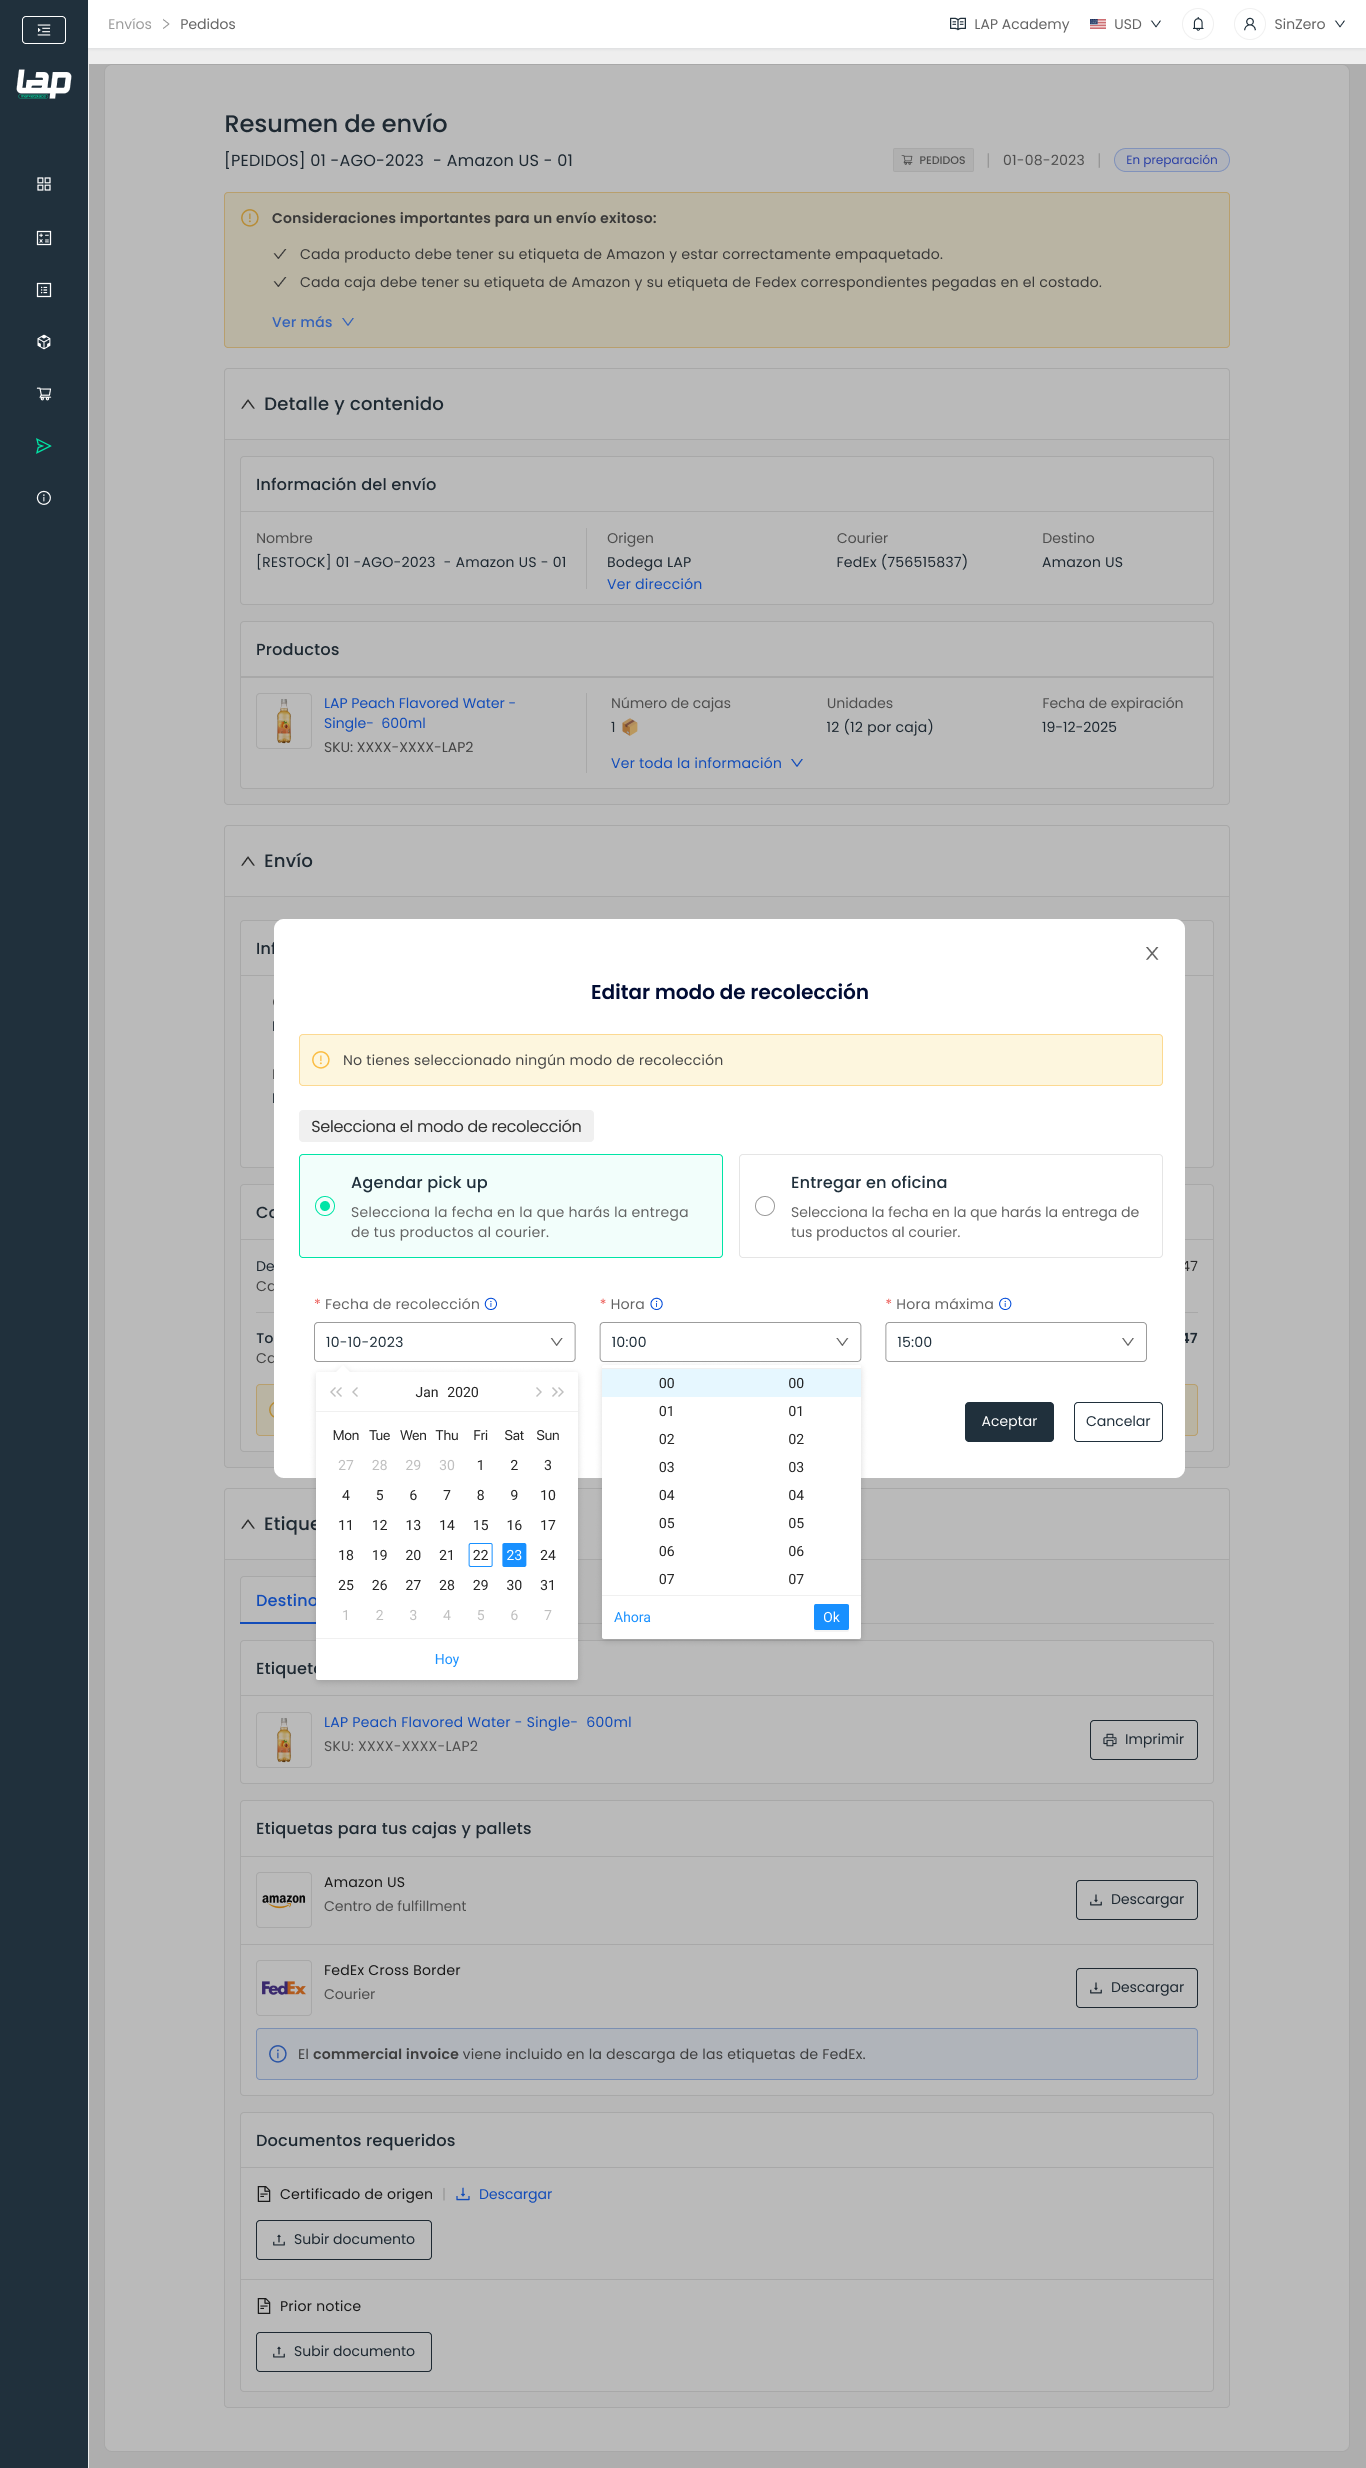 Envíos > Pedidos
LAP Academy
USD
SinZero
Lap
Resumen de envío
[PEDIDOS] 01 -AGO-2023 - Amazon US - 01
PEDIDOS | 01-08-2023 | En preparación
Consideraciones importantes para un envío exitoso:
Cada producto debe tener su etiqueta de Amazon y estar correctamente empaquetado.
Cada caja debe tener su etiqueta de Amazon y su etiqueta de Fedex correspondientes pegadas en el costado.
Ver más
Detalle y contenido
Información del envío
Nombre
[RESTOCK] 01 -AGO-2023 - Amazon US - 01
Origen
Bodega LAP
Ver dirección
Courier
FedEx (756515837)
Destino
Amazon US
Productos
LAP Peach Flavored Water -
Single- 600ml
SKU: XXXX-XXXX-LAP2
Número de cajas
1
Unidades
12 (12 por caja)
Fecha de expiración
19-12-2025
Ver toda la información
Envío
Inf
Editar modo de recolección
No tienes seleccionado ningún modo de recolección
Selecciona el modo de recolección
Agendar pick up
Selecciona la fecha en la que harás la entrega
de tus productos al courier.
Entregar en oficina
Selecciona la fecha en la que harás la entrega de
tus productos al courier.
Co
De
Ca
47
To
Ca
47
* Fecha de recolección
10-10-2023
* Hora
10:00
* Hora máxima
15:00
Jan 2020
Mon Tue Wen Thu Fri Sat Sun
27 28 29 30 1 2 3
4 5 6 7 8 9 10
11 12 13 14 15 16 17
18 19 20 21 22 23 24
25 26 27 28 29 30 31
1 2 3 4 5 6 7
Hoy
00 00
01 01
02 02
03 03
04 04
05 05
06 06
07 07
Ahora Ok
Aceptar
Cancelar
Etique
Destino
Etiquet
LAP Peach Flavored Water - Single- 600ml
SKU: XXXX-XXXX-LAP2
Imprimir
Etiquetas para tus cajas y pallets
amazon
Amazon US
Centro de fulfillment
Descargar
FedEx
FedEx Cross Border
Courier
Descargar
El commercial invoice viene incluido en la descarga de las etiquetas de FedEx.
Documentos requeridos
Certificado de origen | Descargar
Subir documento
Prior notice
Subir documento